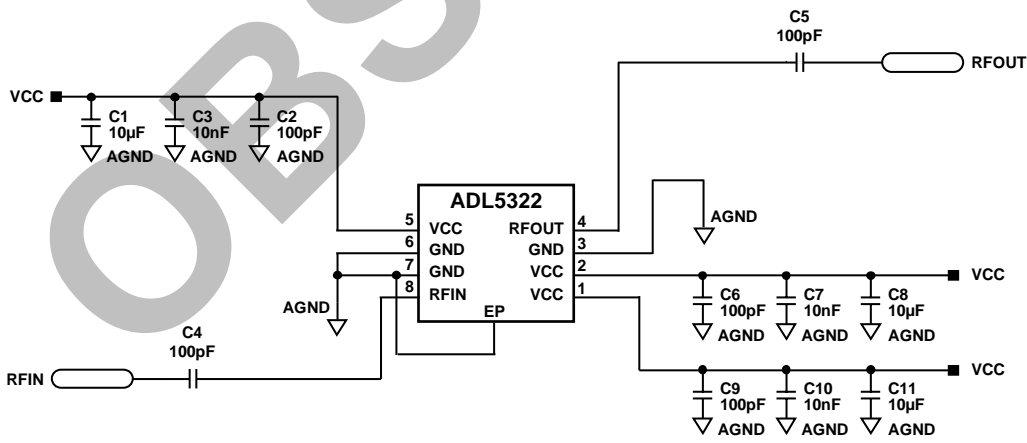 C5
100pF
RFOUT
VCC
C1
10µF
AGND
C3
10nF
AGND
C2
100pF
AGND
ADL5322
5
VCC
6
GND
7
GND
8
RFIN
RFOUT
4
GND
3
VCC
2
VCC
1
EP
AGND
AGND
VCC
C6
100pF
AGND
C7
10nF
AGND
C8
10µF
AGND
C4
100pF
RFIN
VCC
C9
100pF
AGND
C10
10nF
AGND
C11
10µF
AGND
OBS